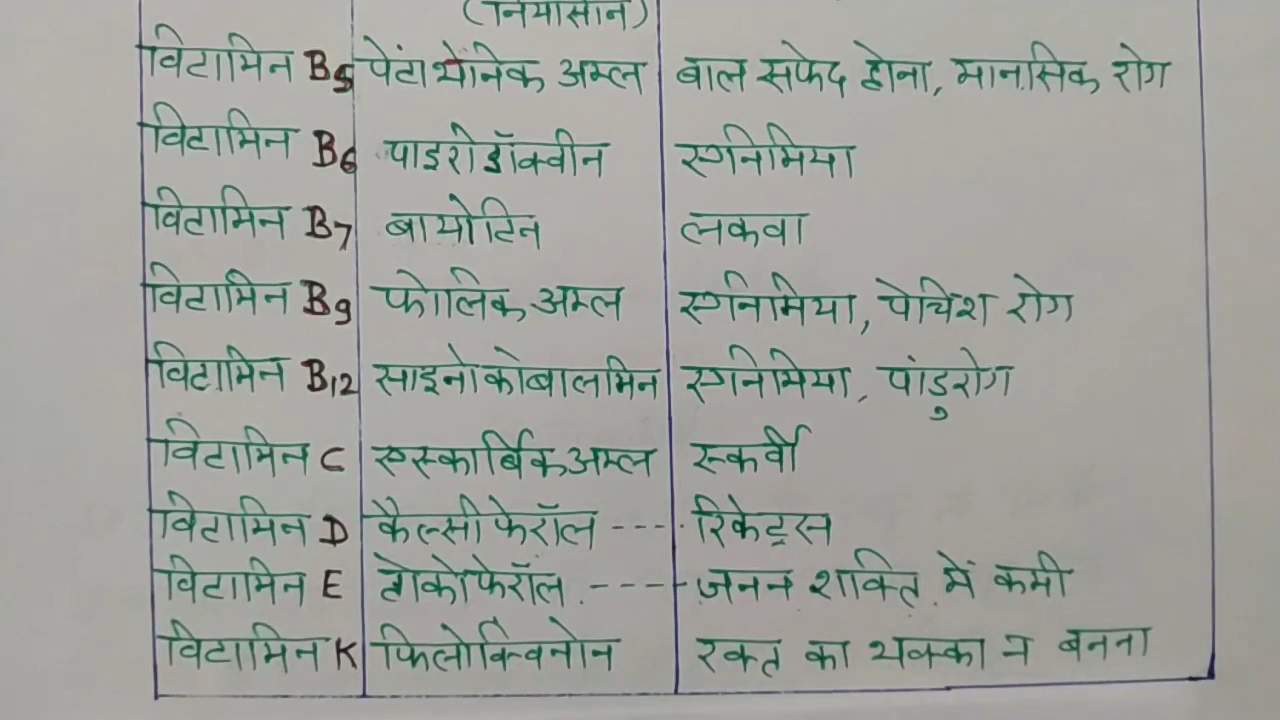 (नियासीन)
विटामिन B5 पेंटाथेनिक अम्ल बाल सफेद होना, मानसिक रोग
विटामिन B6 पाइरीडॉक्वीन एनिमिया
विटामिन B7 बायोटिन लकवा
विटामिन B9 फोलिक अम्ल एनिमिया, पेचिश रोग
विटामिन B12 साइनोकोबालमिन एनिमिया, पांडुरोग
विटामिन C एस्कार्बिक अम्ल स्कर्वी
विटामिन D कैल्सीफेरॉल ---- रिकेट्स
विटामिन E टोकोफेरॉल ---- जनन शक्ति में कमी
विटामिन K फिलोक्विनोन रक्त का थक्का न बनना